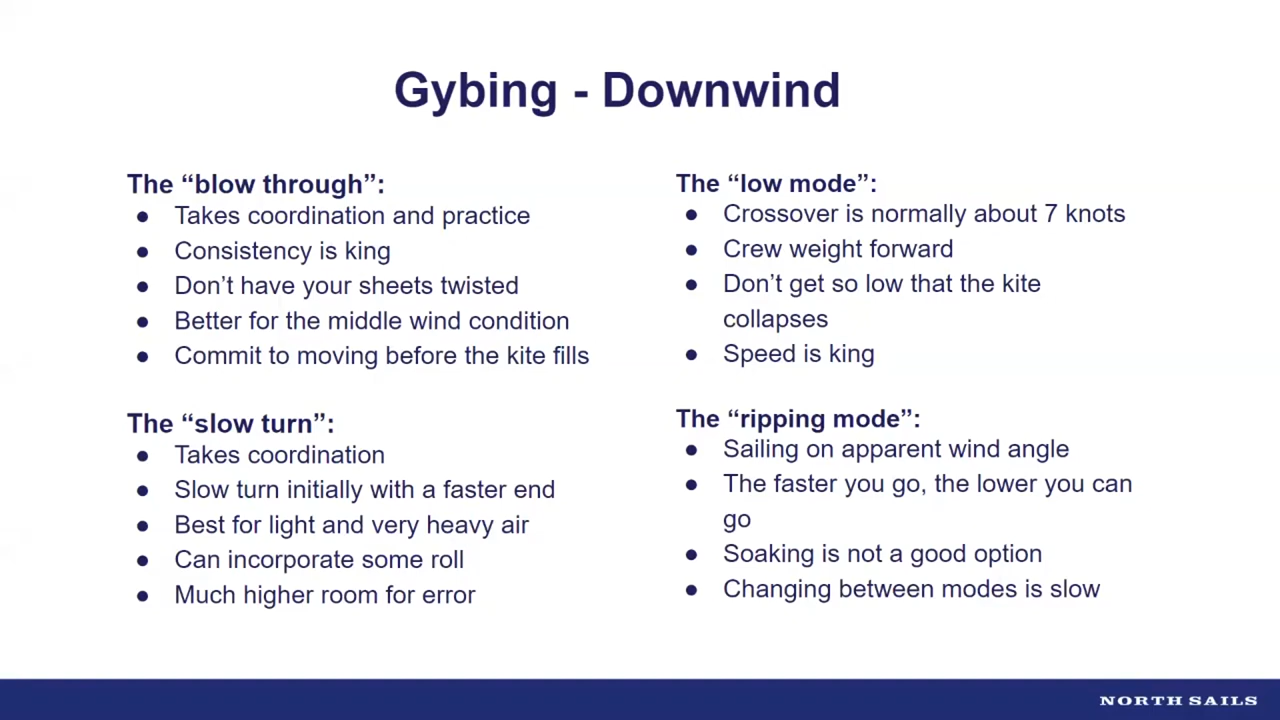 Gybing - Downwind
The “blow through”:
● Takes coordination and practice
● Consistency is king
● Don’t have your sheets twisted
● Better for the middle wind condition
● Commit to moving before the kite fills
The “slow turn”:
● Takes coordination
● Slow turn initially with a faster end
● Best for light and very heavy air
● Can incorporate some roll
● Much higher room for error
The “low mode”:
● Crossover is normally about 7 knots
● Crew weight forward
● Don’t get so low that the kite
collapses
● Speed is king
The “ripping mode”:
● Sailing on apparent wind angle
● The faster you go, the lower you can
go
● Soaking is not a good option
● Changing between modes is slow
NORTH SAILS